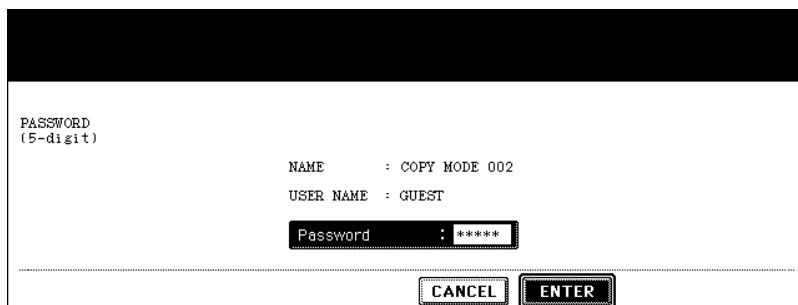 PASSWORD
(5-digit)
NAME : COPY MODE 002
USER NAME : GUEST
Password : *****
CANCEL ENTER